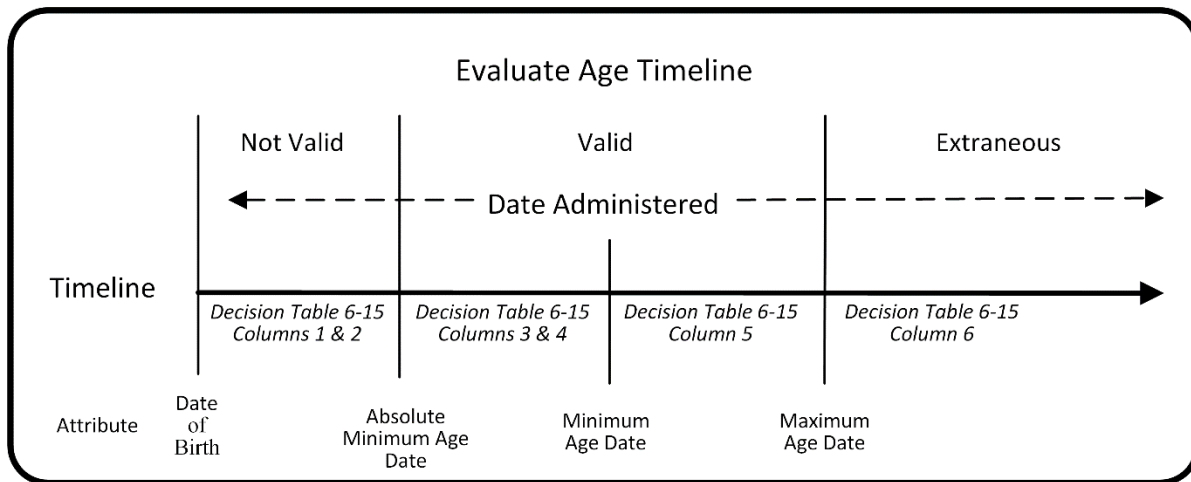 Evaluate Age Timeline
Not Valid
Valid
Extraneous
Date Administered
Timeline
Decision Table 6-15
Columns 1 & 2
Decision Table 6-15
Columns 3 & 4
Decision Table 6-15
Column 5
Decision Table 6-15
Column 6
Attribute
Date
of
Birth
Absolute
Minimum Age
Date
Minimum
Age Date
Maximum
Age Date